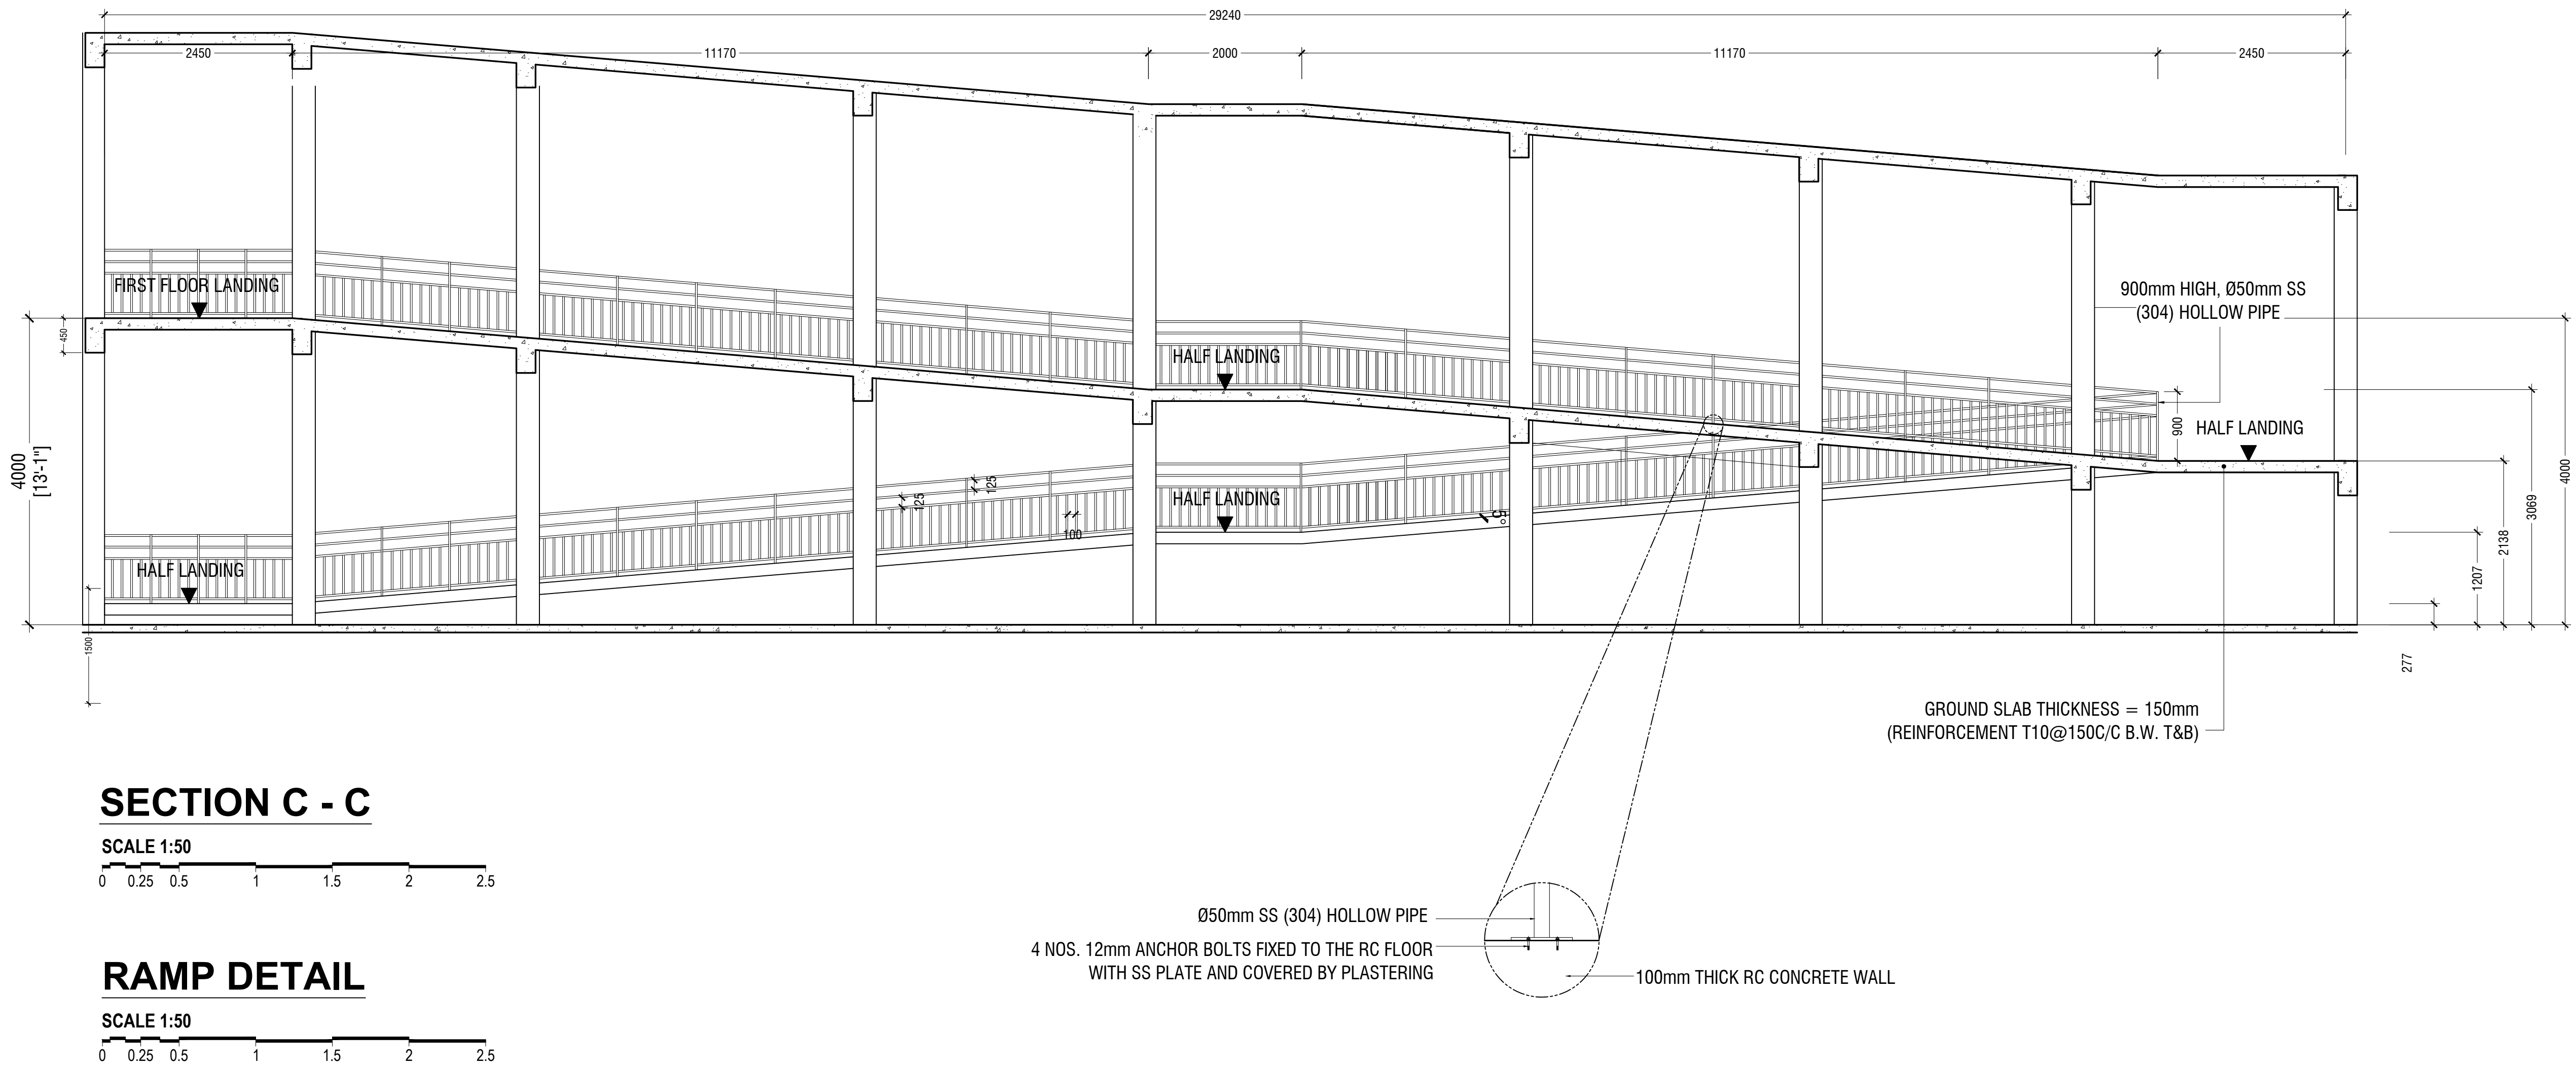 29240
2450
11170
2000
11170
2450
FIRST FLOOR LANDING
450
4000
[13'-1"]
HALF LANDING
900mm HIGH, Ø50mm SS
(304) HOLLOW PIPE
900
HALF LANDING
4000
3069
2138
1207
277
HALF LANDING
125
125
100
5°
HALF LANDING
1500
GROUND SLAB THICKNESS = 150mm
(REINFORCEMENT T10@150C/C B.W. T&B)
SECTION C - C
SCALE 1:50
0 0.25 0.5 1 1.5 2 2.5
Ø50mm SS (304) HOLLOW PIPE
4 NOS. 12mm ANCHOR BOLTS FIXED TO THE RC FLOOR
WITH SS PLATE AND COVERED BY PLASTERING
100mm THICK RC CONCRETE WALL
RAMP DETAIL
SCALE 1:50
0 0.25 0.5 1 1.5 2 2.5